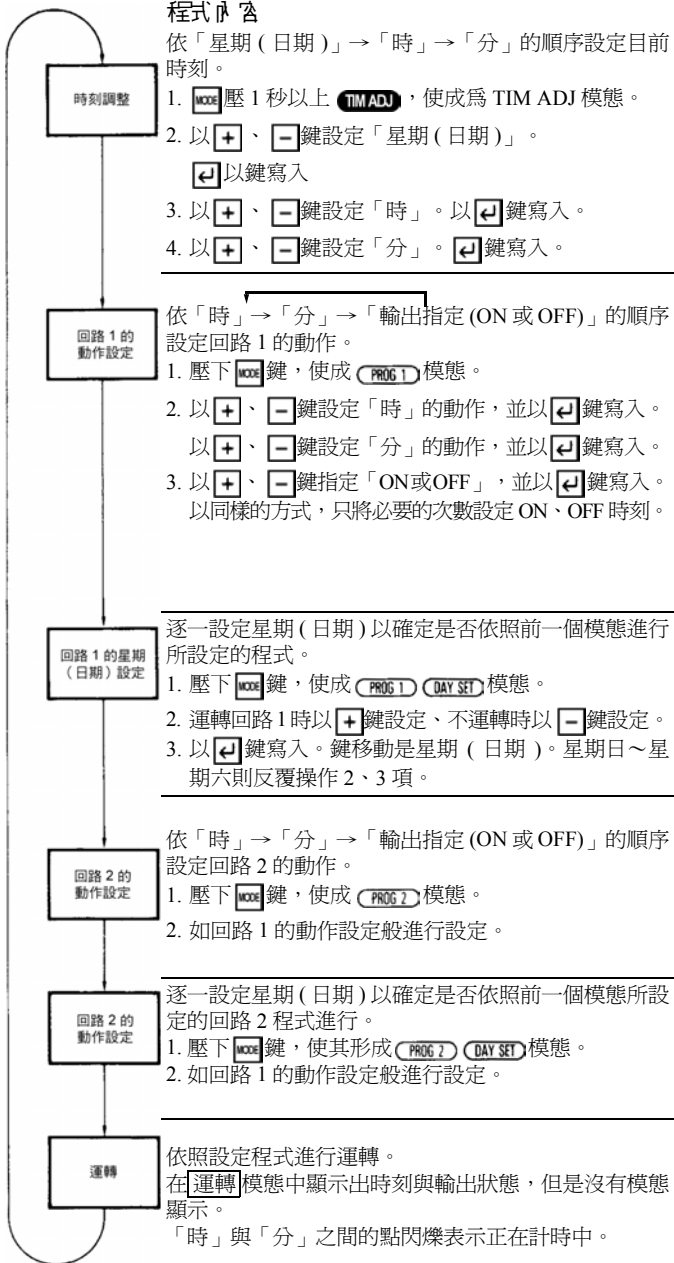 程式內容
依「星期 ( 日期 )」→「時」→「分」的順序設定目前
時刻。
時刻調整
1. MODE壓 1 秒以上 TIM ADJ，使成爲 TIM ADJ 模態。
2. 以 + 、 − 鍵設定「星期 ( 日期 )」。
↵以鍵寫入
3. 以 + 、 − 鍵設定「時」。以 ↵ 鍵寫入。
4. 以 + 、 − 鍵設定「分」。 ↵ 鍵寫入。
依「時」→「分」→「輸出指定 (ON 或 OFF)」的順序
設定回路 1 的動作。
回路 1 的
動作設定
1. 壓下 MODE 鍵，使成 PROG 1 模態。
2. 以 + 、 − 鍵設定「時」的動作，並以 ↵ 鍵寫入。
以 + 、 − 鍵設定「分」的動作，並以 ↵ 鍵寫入。
3. 以 + 、 − 鍵指定「ON或OFF」，並以 ↵ 鍵寫入。
以同樣的方式，只將必要的次數設定 ON、OFF 時刻。
逐一設定星期 ( 日期 ) 以確定是否依照前一個模態進行
所設定的程式。
回路 1 的星期
（日期）設定
1. 壓下 MODE 鍵，使成 PROG 1 DAY SET 模態。
2. 運轉回路 1 時以 + 鍵設定、不運轉時以 − 鍵設定。
3. 以 ↵ 鍵寫入。鍵移動是星期 ( 日期 )。星期日～星
期六則反覆操作 2、3 項。
依「時」→「分」→「輸出指定 (ON 或 OFF)」的順序
設定回路 2 的動作。
回路 2 的
動作設定
1. 壓下 MODE 鍵，使成 PROG 2 模態。
2. 如回路 1 的動作設定般進行設定。
逐一設定星期 ( 日期 ) 以確定是否依照前一個模態所設
定的回路 2 程式進行。
回路 2 的
動作設定
1. 壓下 MODE 鍵，使其形成 PROG 2 DAY SET 模態。
2. 如回路 1 的動作設定般進行設定。
運轉
依照設定程式進行運轉。
在 運轉 模態中顯示出時刻與輸出狀態，但是沒有模態
顯示。
「時」與「分」之間的點閃爍表示正在計時中。